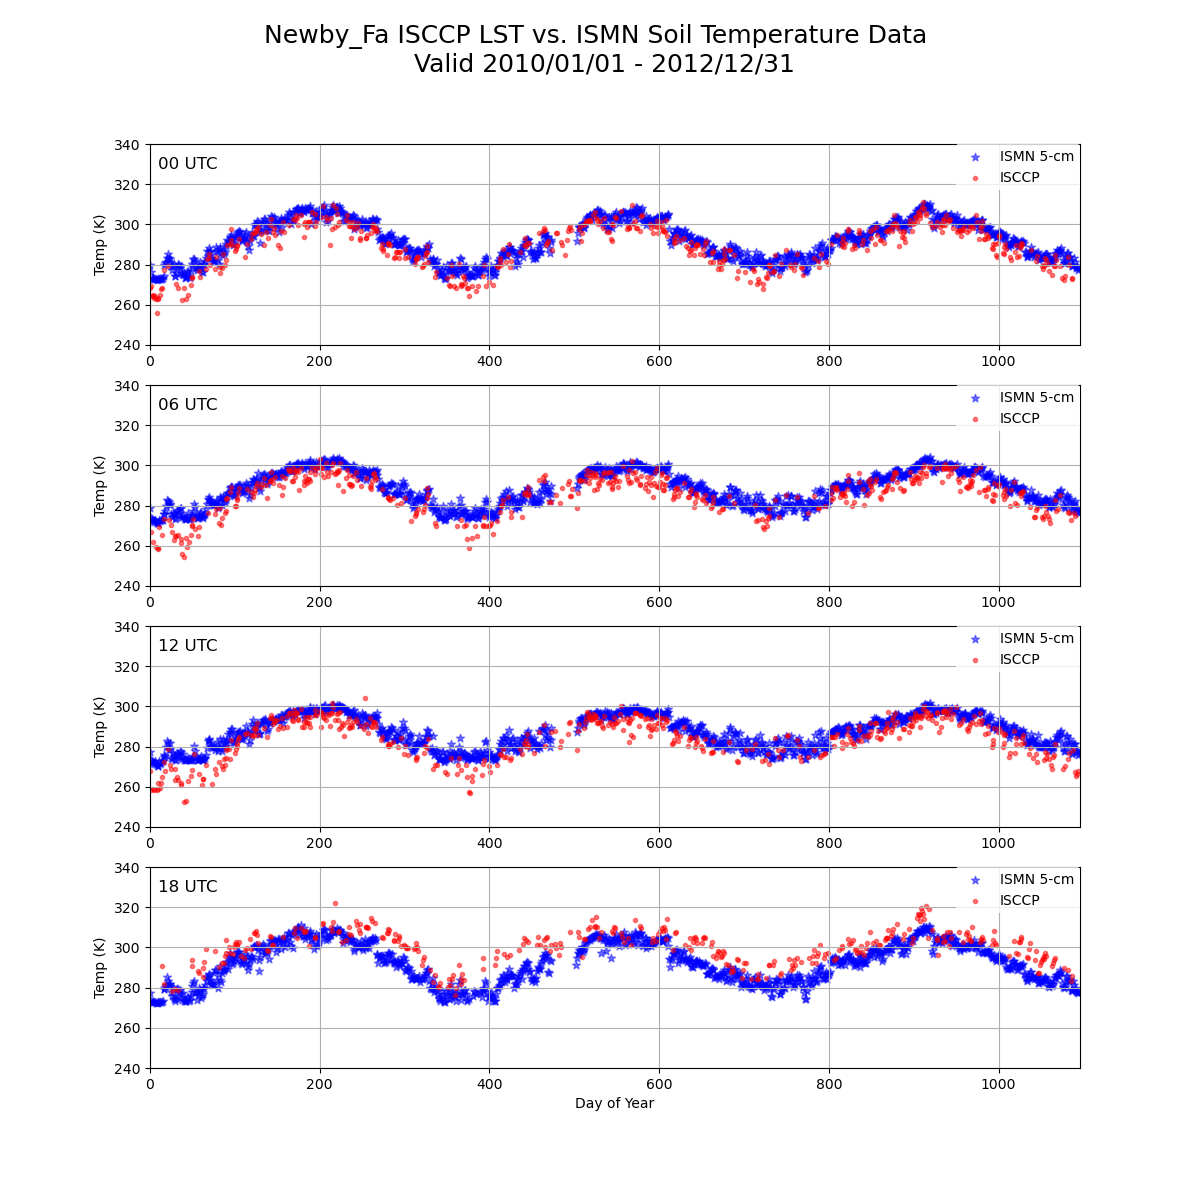 Newby_Fa ISCCP LST vs. ISMN Soil Temperature Data
Valid 2010/01/01 - 2012/12/31
340
320
300
280
260
240
Temp (K)
00 UTC
ISMN 5-cm
ISCCP
0 200 400 600 800 1000
340
320
300
280
260
240
Temp (K)
06 UTC
ISMN 5-cm
ISCCP
0 200 400 600 800 1000
340
320
300
280
260
240
Temp (K)
12 UTC
ISMN 5-cm
ISCCP
0 200 400 600 800 1000
340
320
300
280
260
240
Temp (K)
18 UTC
ISMN 5-cm
ISCCP
0 200 400 600 800 1000
Day of Year